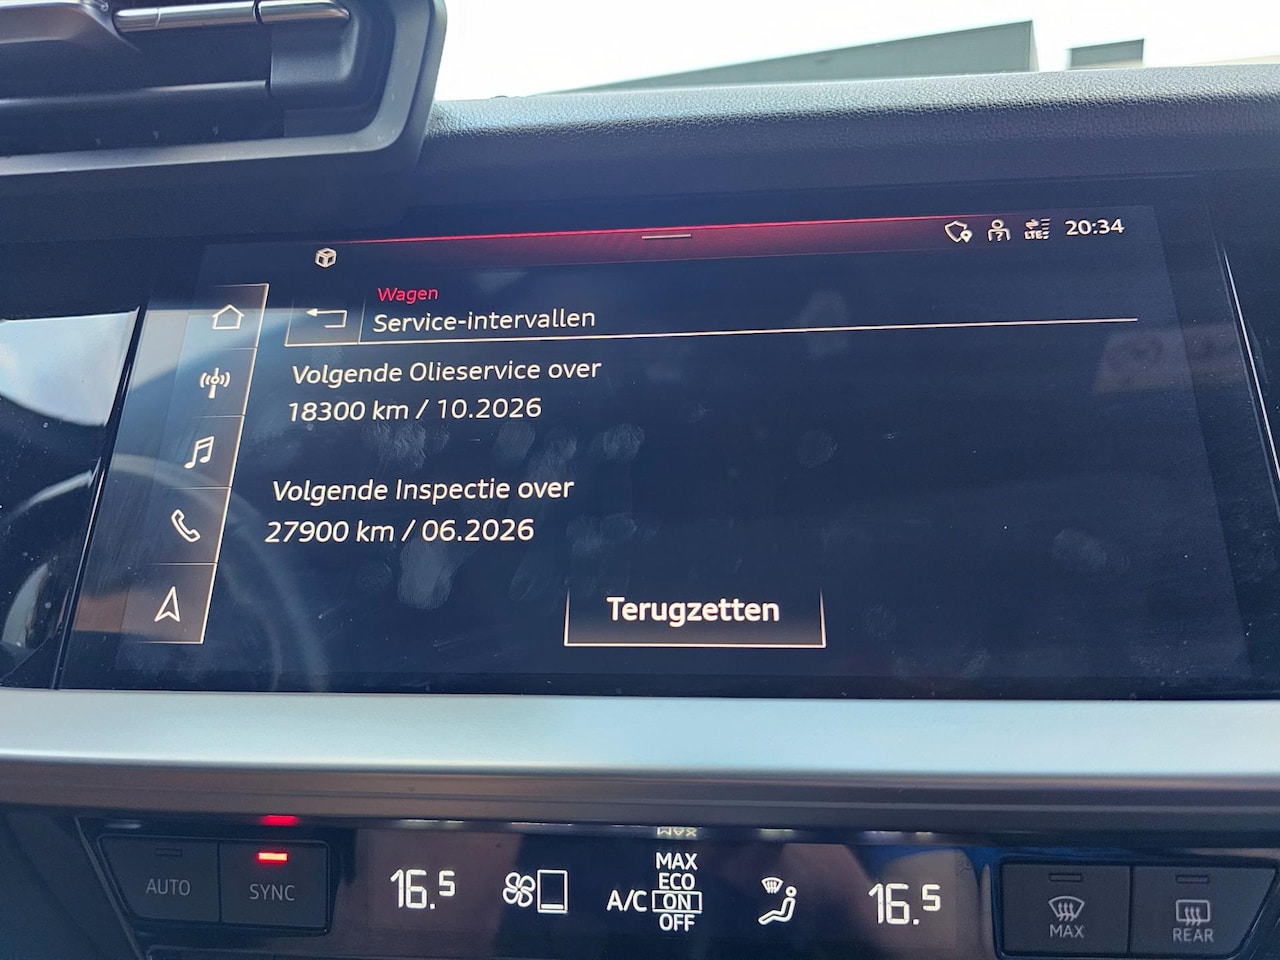 LTE 20:34
Wagen
Service-intervallen
Volgende Olieservice over
18300 km / 10.2026
Volgende Inspectie over
27900 km / 06.2026
Terugzetten
AUTO
SYNC
16.5
A/C
MAX
ECO
ON
OFF
16.5
MAX
REAR